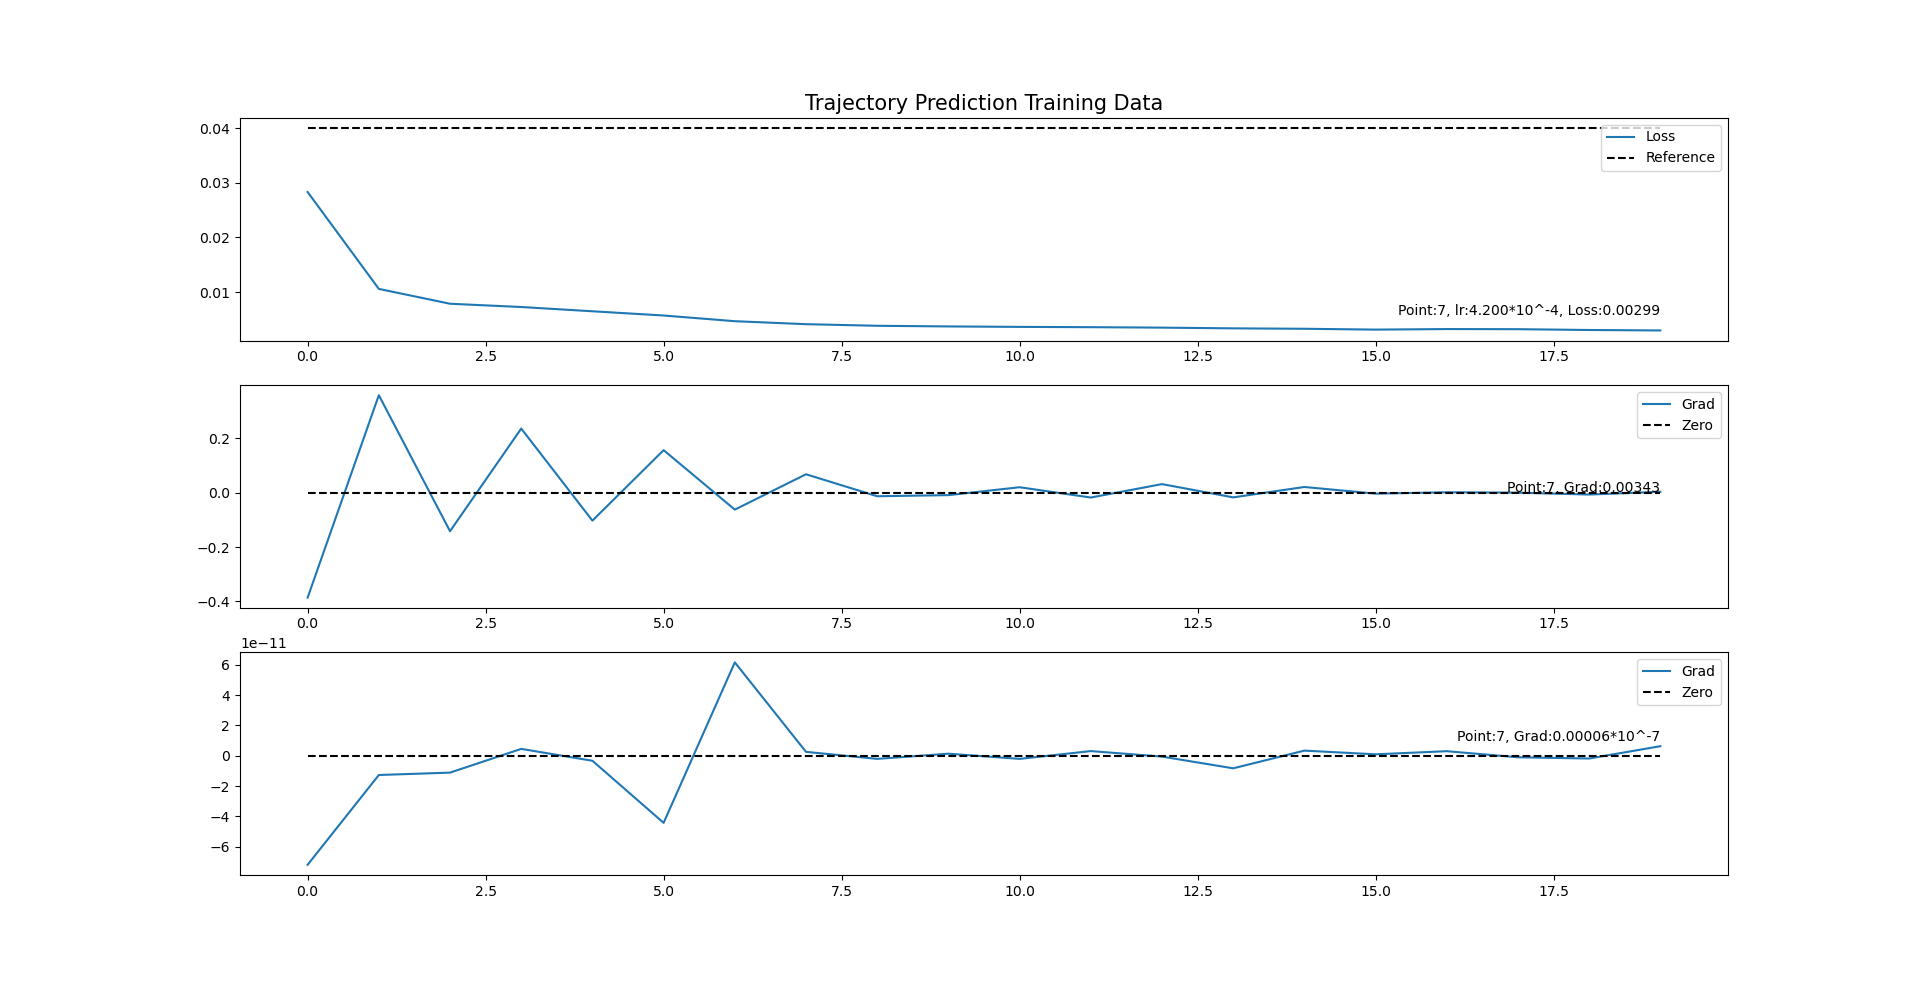 Trajectory Prediction Training Data
0.04
0.03
0.02
0.01
Loss
Reference
Point:7, lr:4.200*10^-4, Loss:0.00299
0.0 2.5 5.0 7.5 10.0 12.5 15.0 17.5
0.2
0.0
−0.2
−0.4
Grad
Zero
Point:7, Grad:0.00343
0.0 2.5 5.0 7.5 10.0 12.5 15.0 17.5
1e−11
6
4
2
0
−2
−4
−6
Grad
Zero
Point:7, Grad:0.00006*10^-7
0.0 2.5 5.0 7.5 10.0 12.5 15.0 17.5